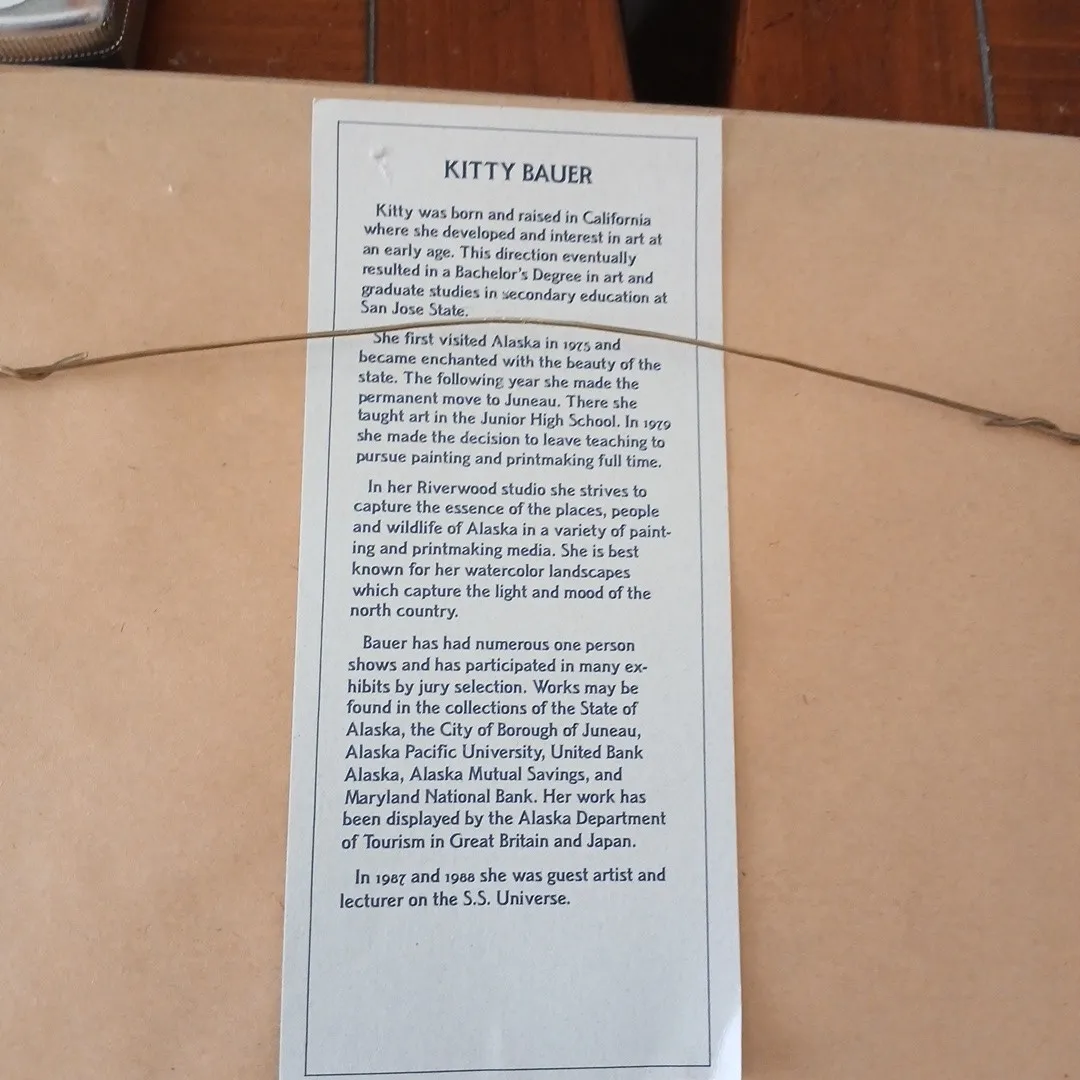 KITTY BAUER
Kitty was born and raised in California
where she developed and interest in art at
an early age. This direction eventually
resulted in a Bachelor's Degree in art and
graduate studies in secondary education at
San Jose State.
She first visited Alaska in 1975 and
became enchanted with the beauty of the
state. The following year she made the
permanent move to Juneau. There she
taught art in the Junior High School. In 1979
she made the decision to leave teaching to
pursue painting and printmaking full time.
In her Riverwood studio she strives to
capture the essence of the places, people
and wildlife of Alaska in a variety of paint-
ing and printmaking media. She is best
known for her watercolor landscapes
which capture the light and mood of the
north country.
Bauer has had numerous one person
shows and has participated in many ex-
hibits by jury selection. Works may be
found in the collections of the State of
Alaska, the City of Borough of Juneau,
Alaska Pacific University, United Bank
Alaska, Alaska Mutual Savings, and
Maryland National Bank. Her work has
been displayed by the Alaska Department
of Tourism in Great Britain and Japan.
In 1987 and 1988 she was guest artist and
lecturer on the S.S. Universe.